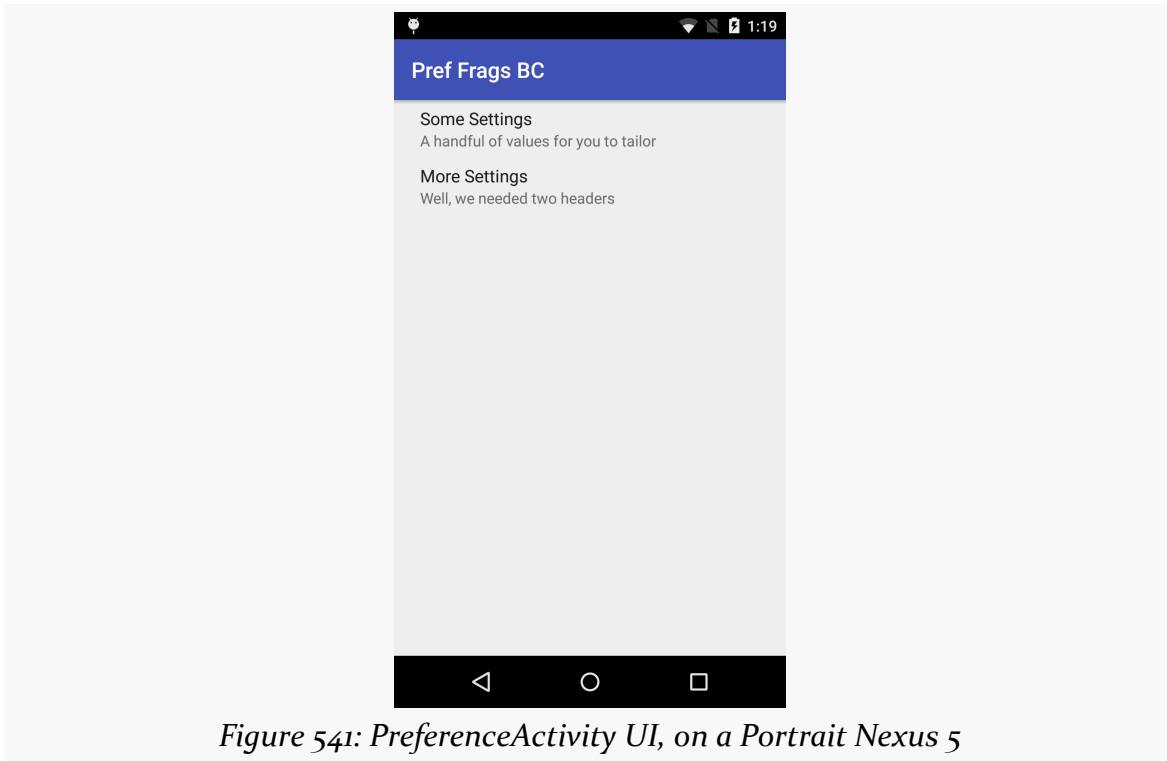 1:19
Pref Frags BC
Some Settings
A handful of values for you to tailor
More Settings
Well, we needed two headers
Figure 541: PreferenceActivity UI, on a Portrait Nexus 5